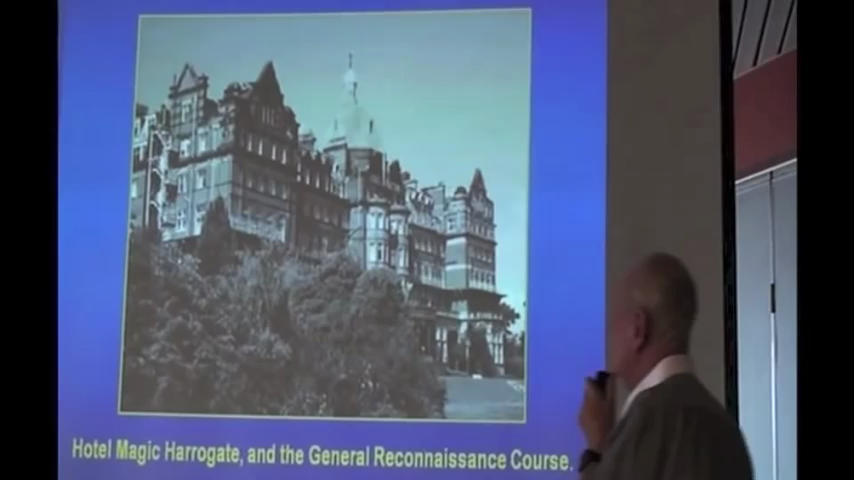 Hotel Magic Harrogate, and the General Reconnaissance Course.